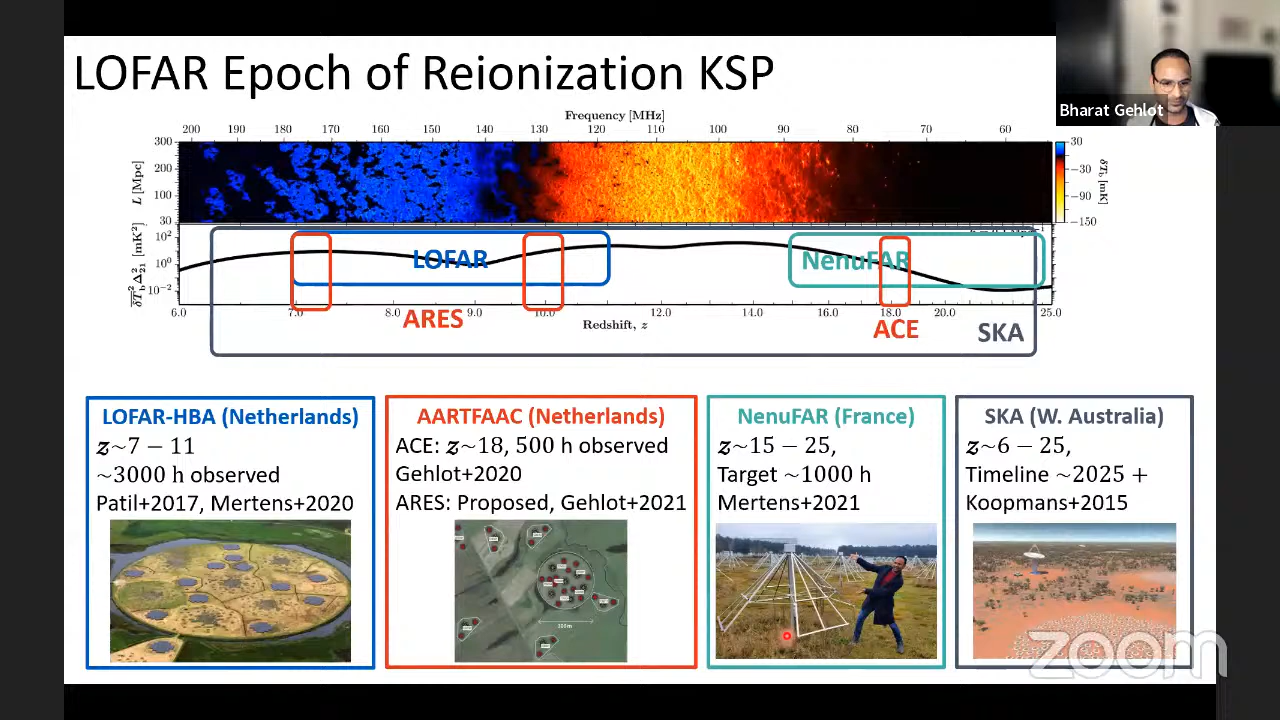 LOFAR Epoch of Reionization KSP
Bharat Gehlot
Frequency [MHz]
200 190 180 170 160 150 140 130 120 110 100 90 80 70 60
L [Mpc]
300
200
100
30
30
−30
−90
−150
δT_b [mK]
10²
10⁰
10⁻²
LOFAR
NenuFAR
6.0 7.0 8.0 9.0 10.0 12.0 14.0 16.0 18.0 20.0 25.0
Redshift, z
ARES
ACE
SKA
LOFAR-HBA (Netherlands)
z~7 − 11
~3000 h observed
Patil+2017, Mertens+2020
AARTFAAC (Netherlands)
ACE: z~18, 500 h observed
Gehlot+2020
ARES: Proposed, Gehlot+2021
NenuFAR (France)
z~15 − 25,
Target ~1000 h
Mertens+2021
SKA (W. Australia)
z~6 − 25,
Timeline ~2025 +
Koopmans+2015
zoom